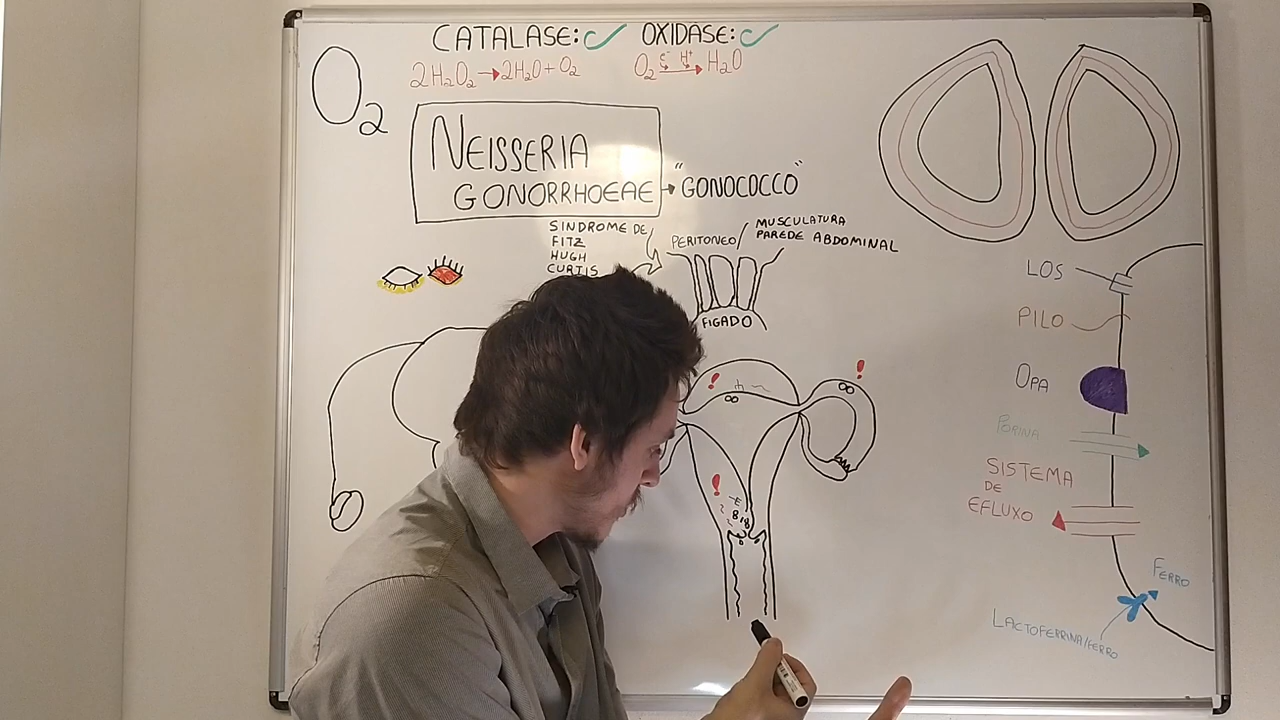 CATALASE: OXIDASE:
2H₂O₂ → 2H₂O + O₂
O₂ e⁻ H⁺ → H₂O
O₂
NEISSERIA
GONORRHOEAE → "GONOCOCCO"
SINDROME DE
FITZ
HUGH
CURTIS
PERITONEO/
MUSCULATURA
PAREDE ABDOMINAL
FIGADO
!
!
!
LOS
PILO
OPA
PORINA
SISTEMA
DE
EFLUXO
FERRO
LACTOFERRINA/FERRO